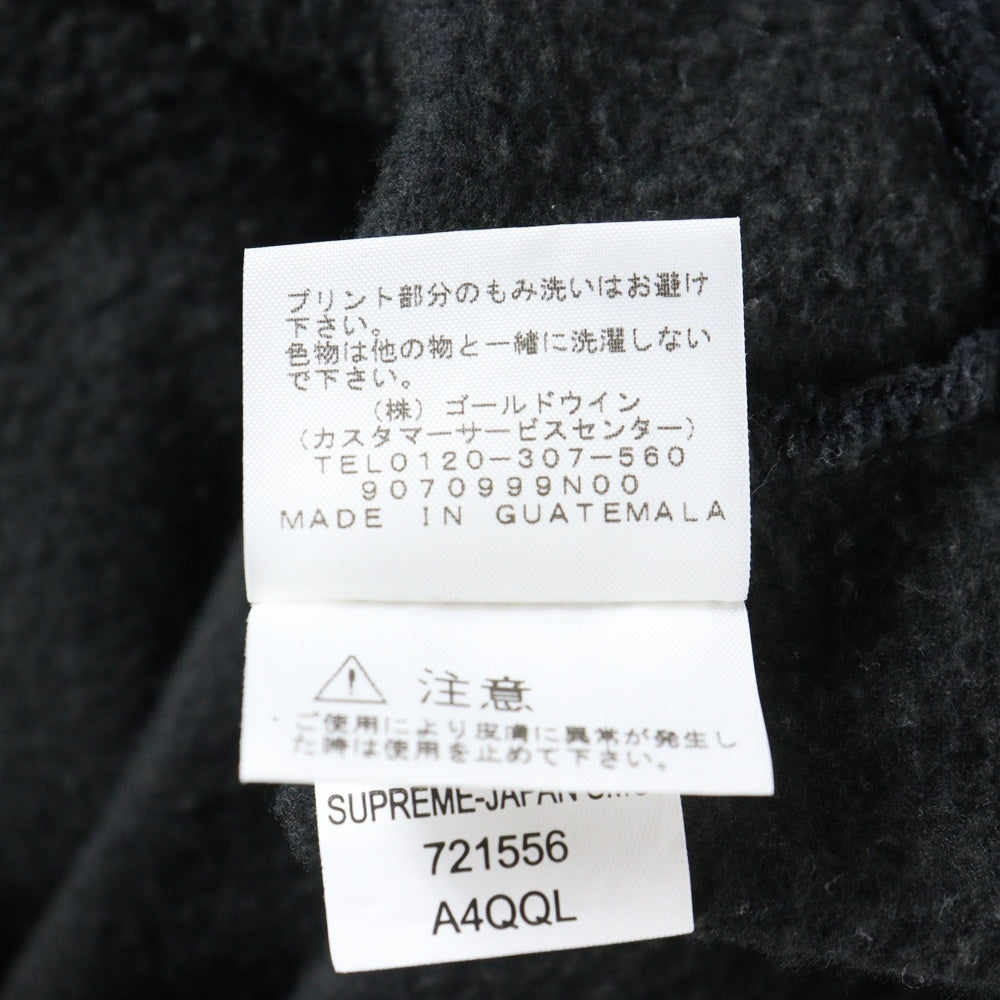 プリント部分のもみ洗いはお避け
下さい。
色物は他の物と一緒に洗濯しない
で下さい。
(株)ゴールドウイン
(カスタマーサービスセンター)
TEL0120-307-560
9070999N00
MADE IN GUATEMALA
注意
ご使用により皮膚に異常が発生し
た時は使用を止めて下さい。
SUPREME-JAPAN
721556
A4QQL